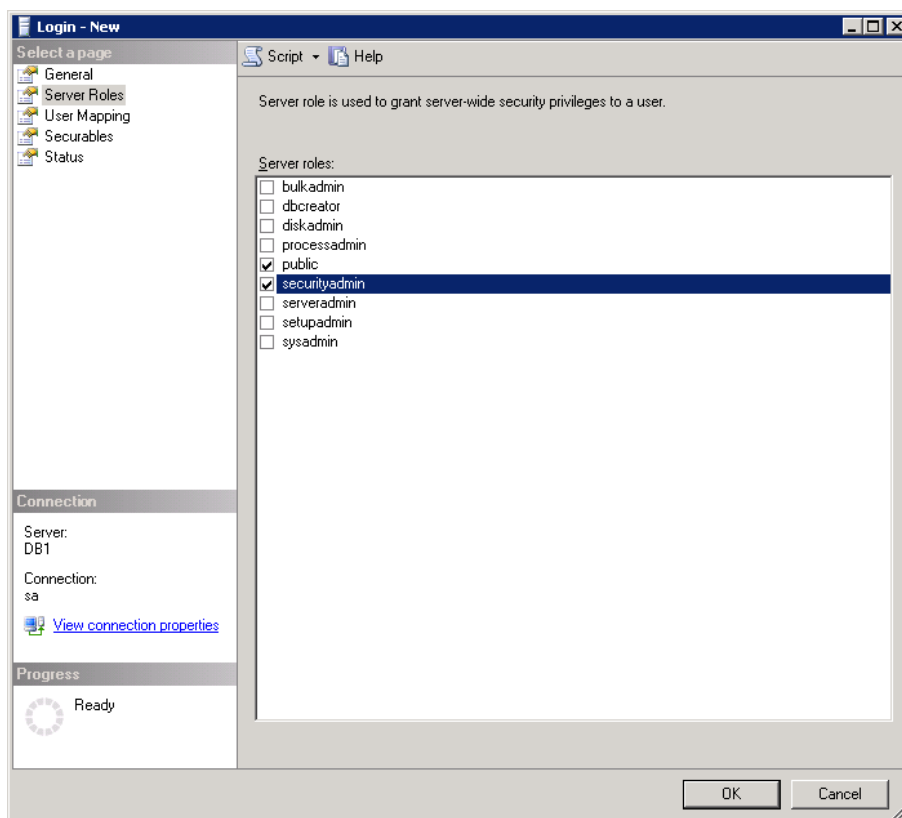 Login - New
Select a page
General
Server Roles
User Mapping
Securables
Status
Script
Help
Server role is used to grant server-wide security privileges to a user.
Server roles:
bulkadmin
dbcreator
diskadmin
processadmin
public
securityadmin
serveradmin
setupadmin
sysadmin
Connection
Server:
DB1
Connection:
sa
View connection properties
Progress
Ready
OK
Cancel